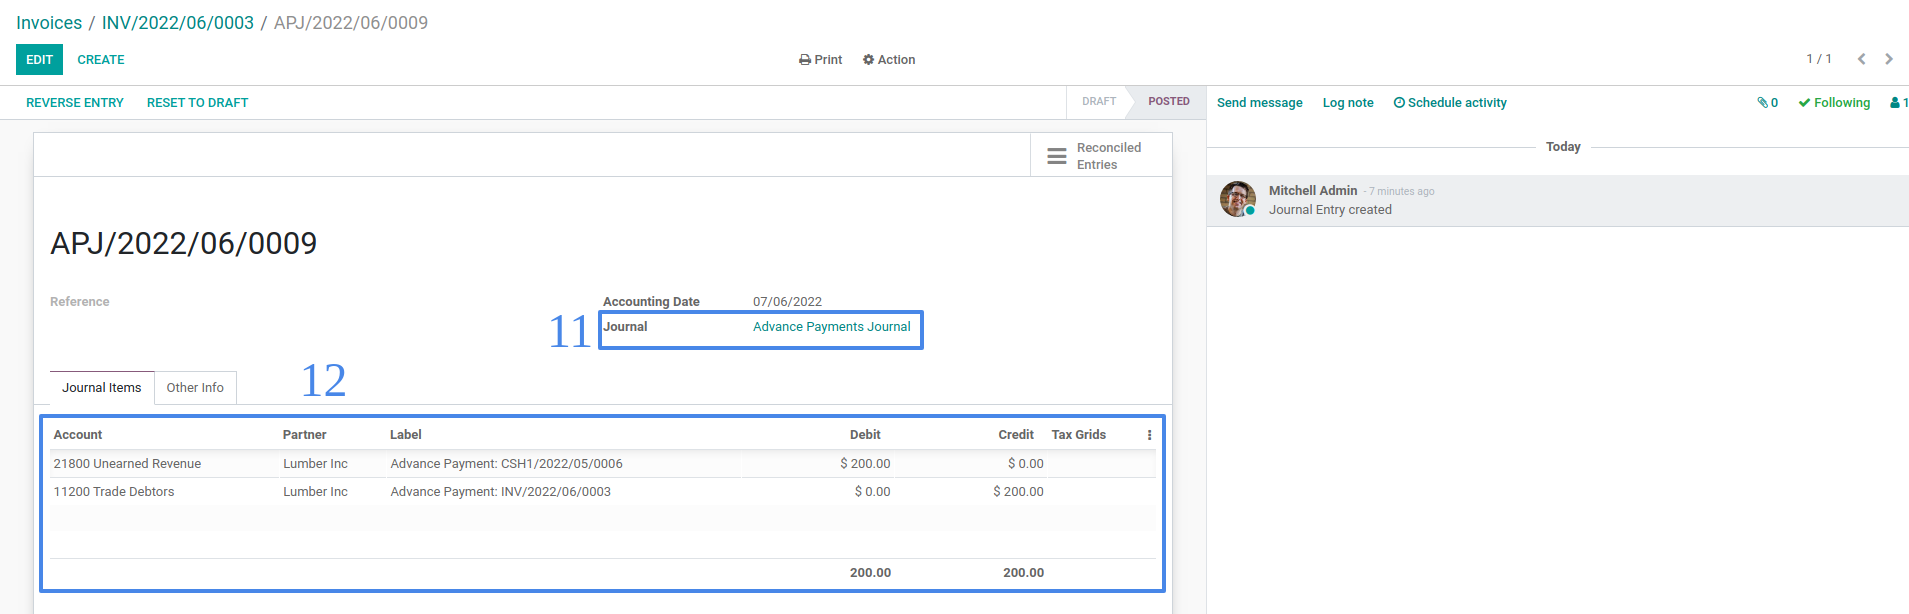 Invoices / INV/2022/06/0003 / APJ/2022/06/0009
EDIT CREATE Print Action 1 / 1
REVERSE ENTRY RESET TO DRAFT DRAFT POSTED Send message Log note Schedule activity 0 Following 1
Reconciled
Entries
Today
Mitchell Admin - 7 minutes ago
Journal Entry created
APJ/2022/06/0009
Reference Accounting Date 07/06/2022
11 Journal Advance Payments Journal
12
Journal Items Other Info
Account Partner Label Debit Credit Tax Grids
21800 Unearned Revenue Lumber Inc Advance Payment: CSH1/2022/05/0006 $ 200.00 $ 0.00
11200 Trade Debtors Lumber Inc Advance Payment: INV/2022/06/0003 $ 0.00 $ 200.00
200.00 200.00